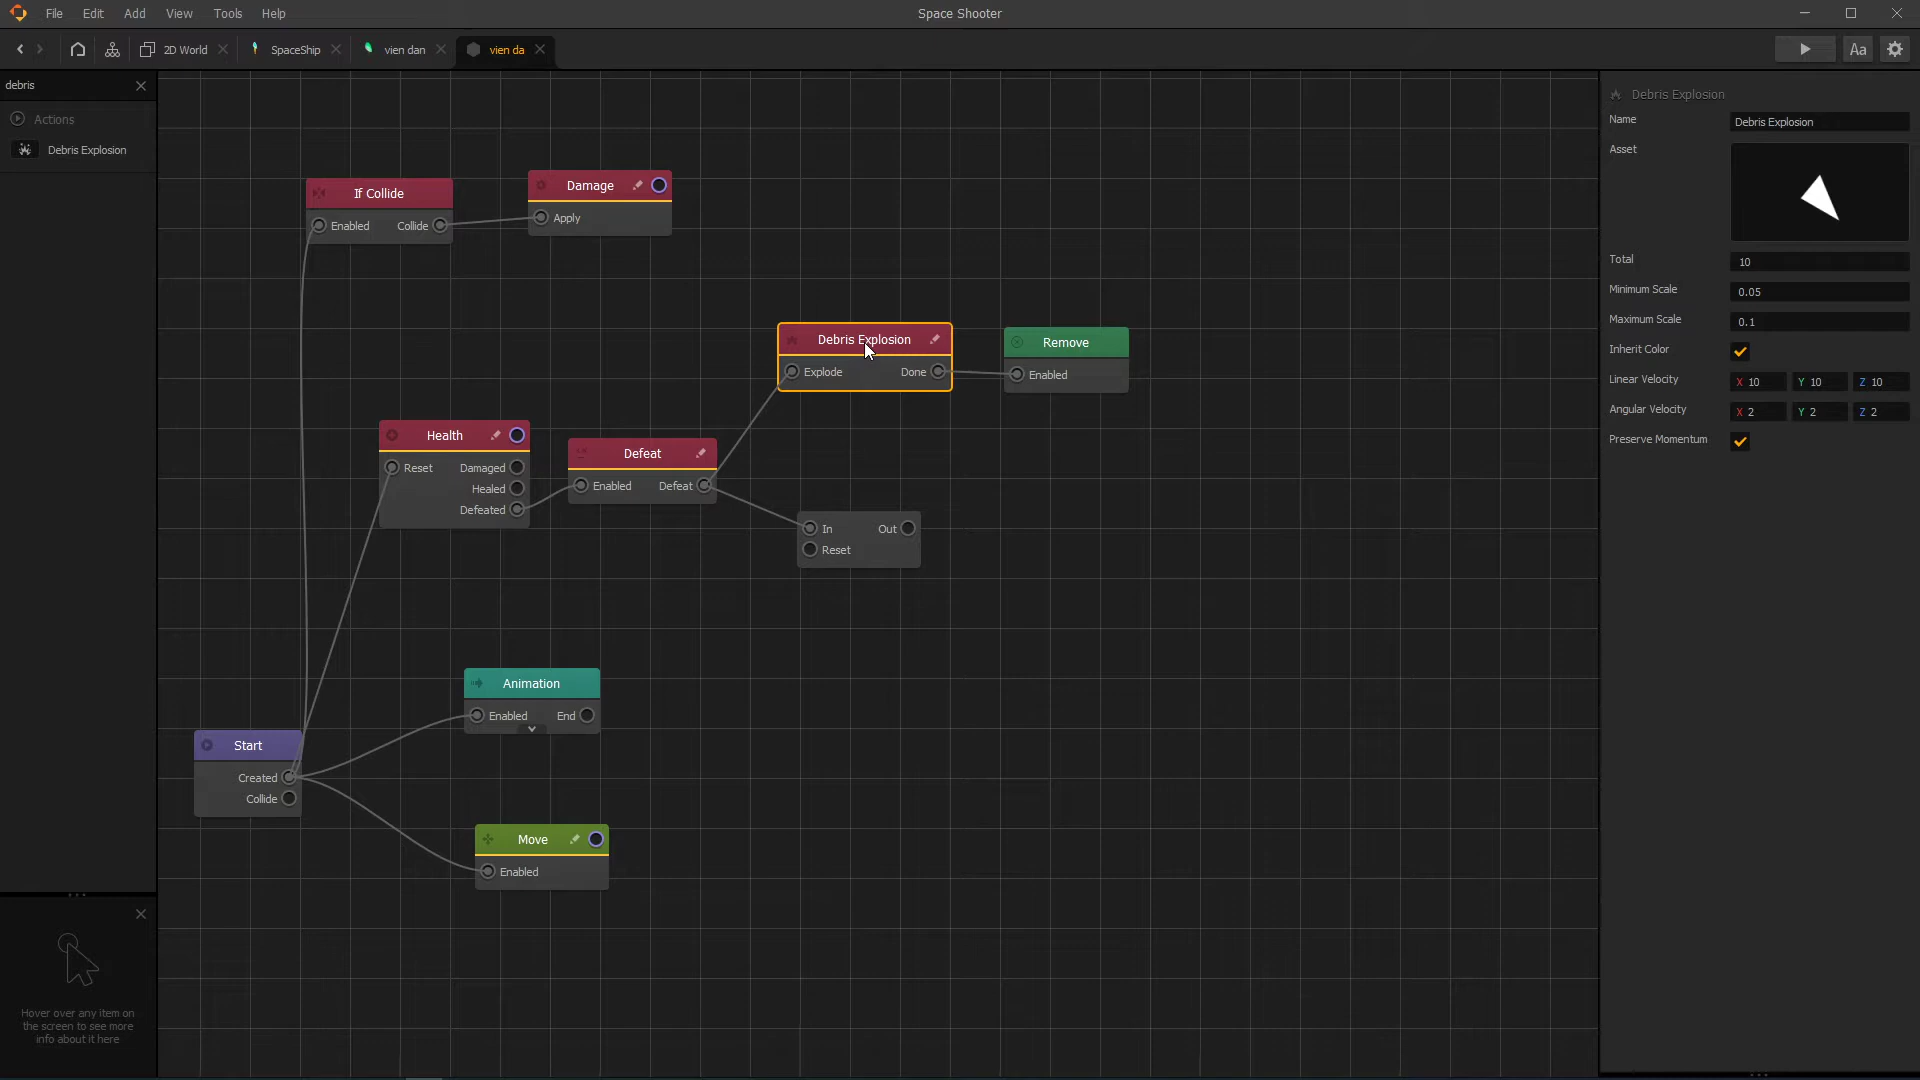 File Edit Add View Tools Help
Space Shooter
2D World
SpaceShip
vien dan
vien da
Aa
debris
Actions
Debris Explosion
If Collide
Enabled Collide
Damage
Apply
Debris Explosion
Explode Done
Remove
Enabled
Health
Reset Damaged
Healed
Defeated
Defeat
Enabled Defeat
In Out
Reset
Animation
Enabled End
Start
Created
Collide
Move
Enabled
Hover over any item on
the screen to see more
info about it here
Debris Explosion
Name Debris Explosion
Asset
Total 10
Minimum Scale 0.05
Maximum Scale 0.1
Inherit Color
Linear Velocity X 10 Y 10 Z 10
Angular Velocity X 2 Y 2 Z 2
Preserve Momentum